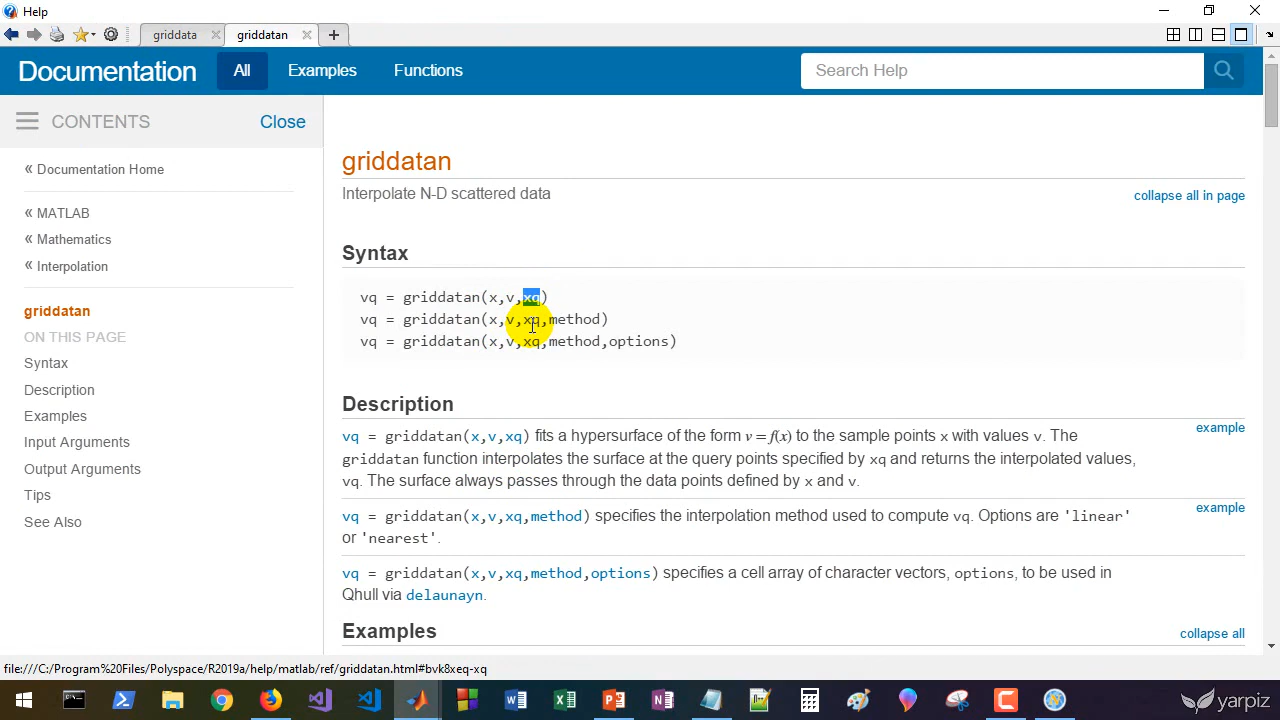 Help
griddata
griddatan
Documentation
All
Examples
Functions
Search Help
CONTENTS
Close
« Documentation Home
« MATLAB
« Mathematics
« Interpolation
griddatan
ON THIS PAGE
Syntax
Description
Examples
Input Arguments
Output Arguments
Tips
See Also
griddatan
Interpolate N-D scattered data
collapse all in page
Syntax
vq = griddatan(x,v,xq)
vq = griddatan(x,v,xq,method)
vq = griddatan(x,v,xq,method,options)
Description
vq = griddatan(x,v,xq) fits a hypersurface of the form v = f(x) to the sample points x with values v. The
example
griddatan function interpolates the surface at the query points specified by xq and returns the interpolated values,
vq. The surface always passes through the data points defined by x and v.
vq = griddatan(x,v,xq,method) specifies the interpolation method used to compute vq. Options are 'linear'
example
or 'nearest'.
vq = griddatan(x,v,xq,method,options) specifies a cell array of character vectors, options, to be used in
Qhull via delaunayn.
Examples
collapse all
file:///C:/Program%20Files/Polyspace/R2019a/help/matlab/ref/griddatan.html#bvk8xeq-xq
yarpiz